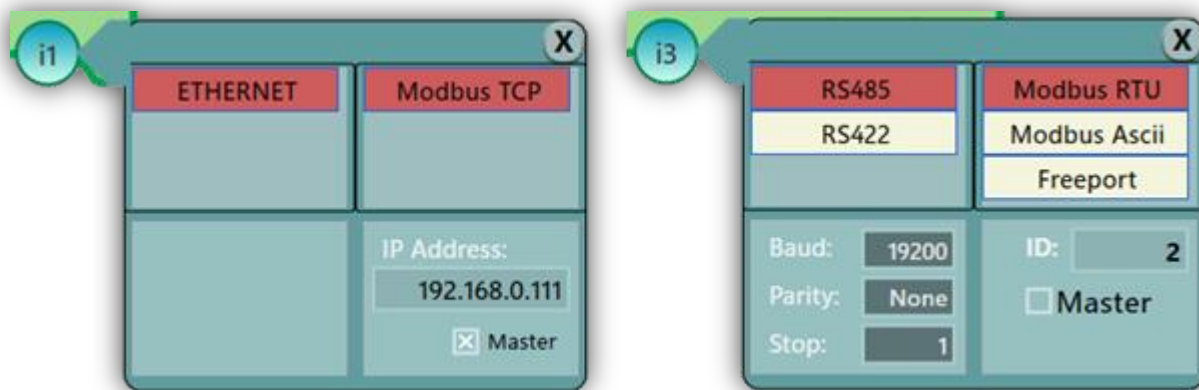 i1
X
ETHERNET
Modbus TCP
IP Address:
192.168.0.111
Master
i3
X
RS485
RS422
Modbus RTU
Modbus Ascii
Freeport
Baud: 19200
Parity: None
Stop: 1
ID: 2
Master